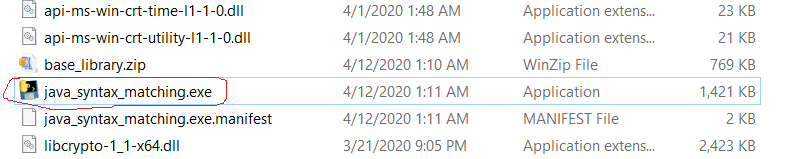 api-ms-win-crt-time-l1-1-0.dll 4/1/2020 1:48 AM Application extens... 23 KB
api-ms-win-crt-utility-l1-1-0.dll 4/1/2020 1:48 AM Application extens... 21 KB
base_library.zip 4/12/2020 1:10 AM WinZip File 769 KB
java_syntax_matching.exe 4/12/2020 1:11 AM Application 1,421 KB
java_syntax_matching.exe.manifest 4/12/2020 1:11 AM MANIFEST File 2 KB
libcrypto-1_1-x64.dll 3/21/2020 9:05 PM Application extens... 2,423 KB